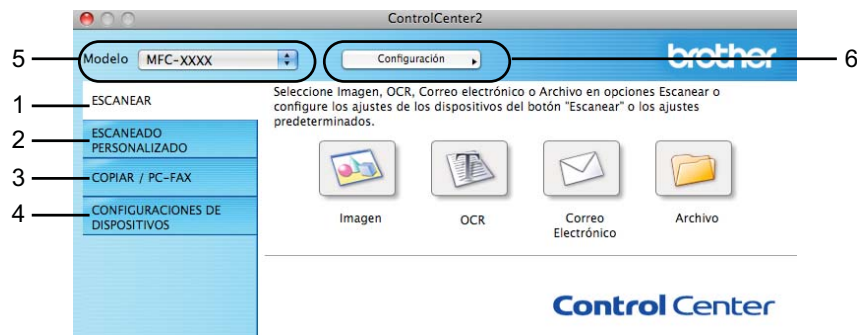 ControlCenter2
5
Modelo
MFC-XXXX
Configuración
brother
6
1
ESCANEAR
Seleccione Imagen, OCR, Correo electrónico o Archivo en opciones Escanear o
configure los ajustes de los dispositivos del botón "Escanear" o los ajustes
predeterminados.
2
ESCANEADO
PERSONALIZADO
3
COPIAR / PC-FAX
4
CONFIGURACIONES DE
DISPOSITIVOS
Imagen
OCR
Correo
Electrónico
Archivo
Control Center